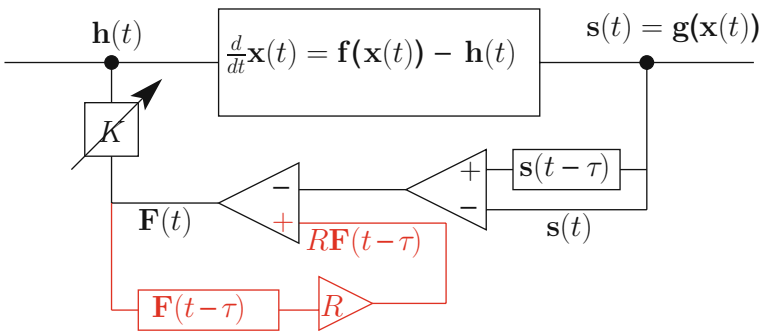 𝐡(t)
𝐬(t) = 𝐠(𝐱(t))
d/dt 𝐱(t) = 𝐟(𝐱(t)) − 𝐡(t)
K
+
𝐬(t−τ)
−
−
𝐅(t)
+
R𝐅(t−τ)
𝐬(t)
𝐅(t−τ)
R